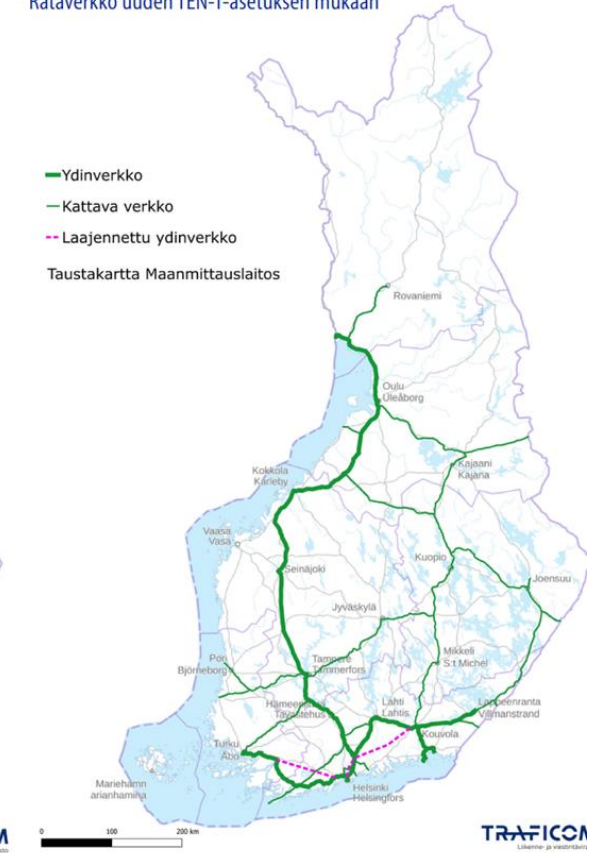 Rataverkko uuden TEN-T-asetuksen mukaan
Ydinverkko
Kattava verkko
Laajennettu ydinverkko
Taustakartta Maanmittauslaitos
Rovaniemi
Oulu
Uleåborg
Kajaani
Kajana
Kokkola
Karleby
Vaasa
Vasa
Kuopio
Seinäjoki
Joensuu
Jyväskylä
Pori
Björneborg
Tampere
Tammerfors
Mikkeli
S:t Michel
Tavastehus
Lahti
Lahtis
Lappeenranta
Villmanstrand
Kouvola
Turku
Åbo
Mariehamn
arianhamina
Helsinki
Helsingfors
M
0 100 200 km
TRAFICOM